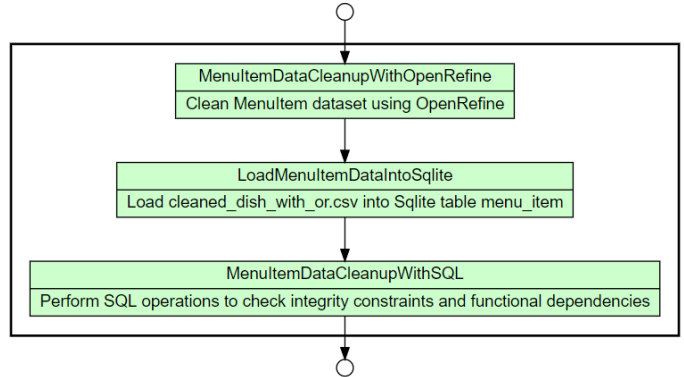 MenuItemDataCleanupWithOpenRefine
Clean MenuItem dataset using OpenRefine
LoadMenuItemDataIntoSqlite
Load cleaned_dish_with_or.csv into Sqlite table menu_item
MenuItemDataCleanupWithSQL
Perform SQL operations to check integrity constraints and functional dependencies